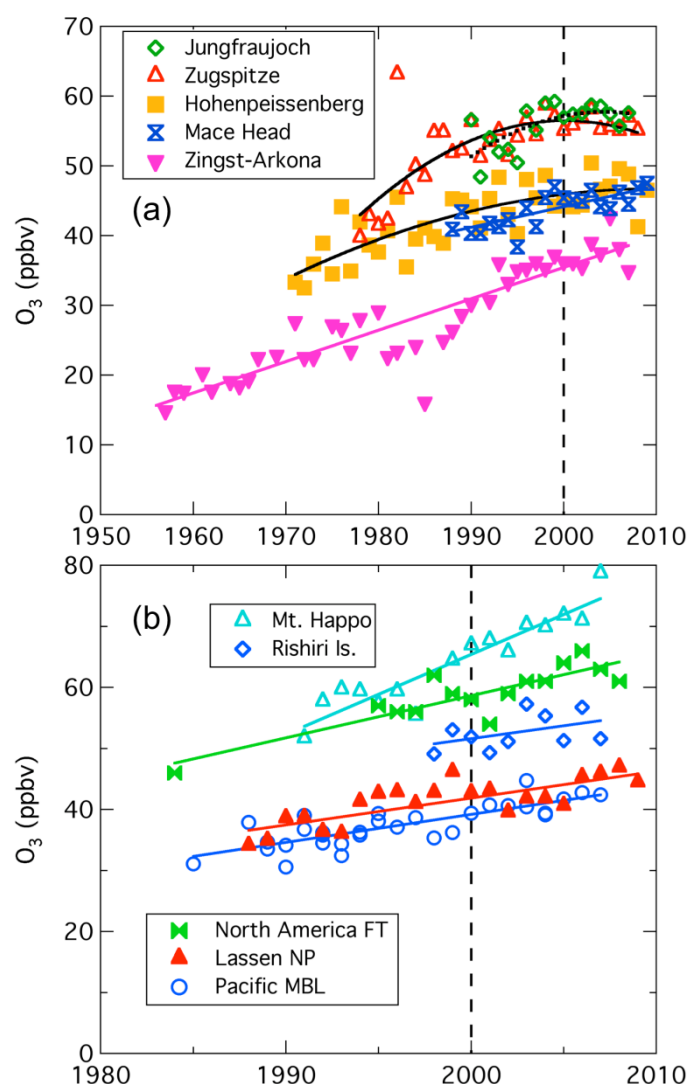 70
60
50
40
30
20
10
0
O3 (ppbv)
Jungfraujoch
Zugspitze
Hohenpeissenberg
Mace Head
Zingst-Arkona
(a)
1950 1960 1970 1980 1990 2000 2010
80
60
40
20
0
O3 (ppbv)
(b)
Mt. Happo
Rishiri Is.
North America FT
Lassen NP
Pacific MBL
1980 1990 2000 2010